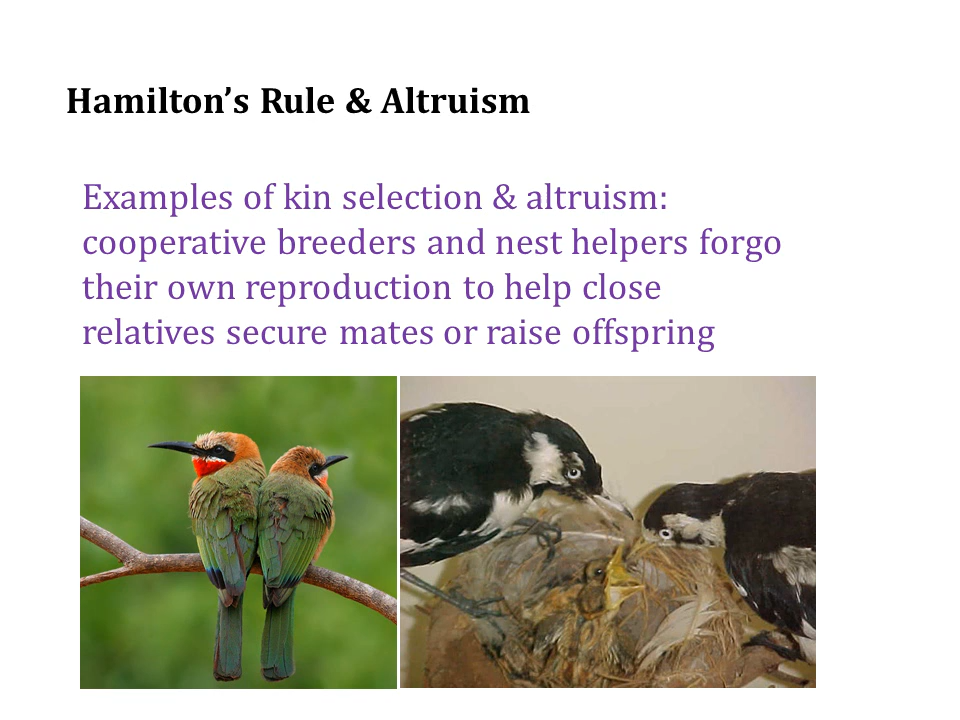 Hamilton’s Rule & Altruism
Examples of kin selection & altruism:
cooperative breeders and nest helpers forgo
their own reproduction to help close
relatives secure mates or raise offspring